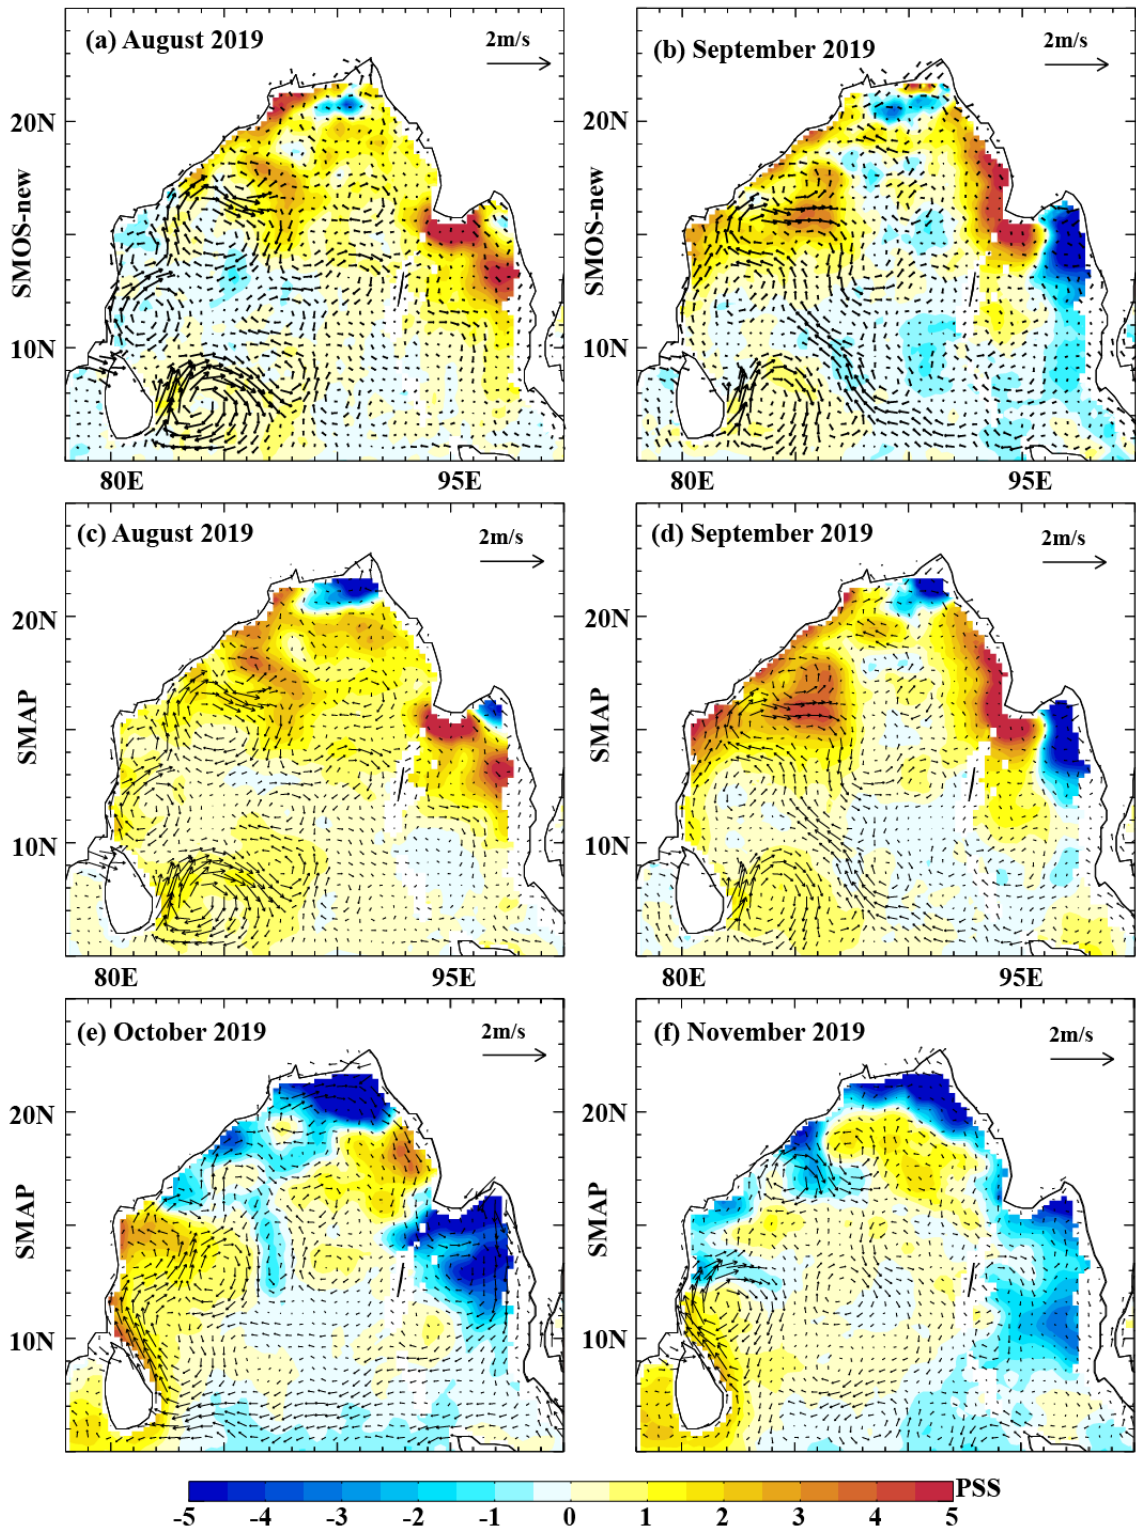 (a) August 2019
2m/s
(b) September 2019
2m/s
20N
20N
SMOS-new
SMOS-new
10N
10N
80E
95E
80E
95E
(c) August 2019
2m/s
(d) September 2019
2m/s
20N
20N
SMAP
SMAP
10N
10N
80E
95E
80E
95E
(e) October 2019
2m/s
(f) November 2019
2m/s
20N
20N
SMAP
SMAP
10N
10N
PSS
-5 -4 -3 -2 -1 0 1 2 3 4 5